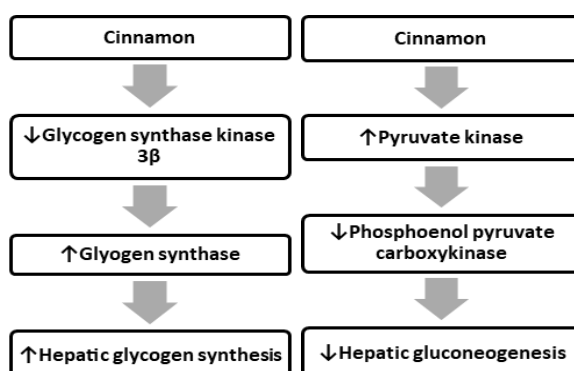 Cinnamon
↓Glycogen synthase kinase
3β
↑Glyogen synthase
↑Hepatic glycogen synthesis
Cinnamon
↑Pyruvate kinase
↓Phosphoenol pyruvate
carboxykinase
↓Hepatic gluconeogenesis